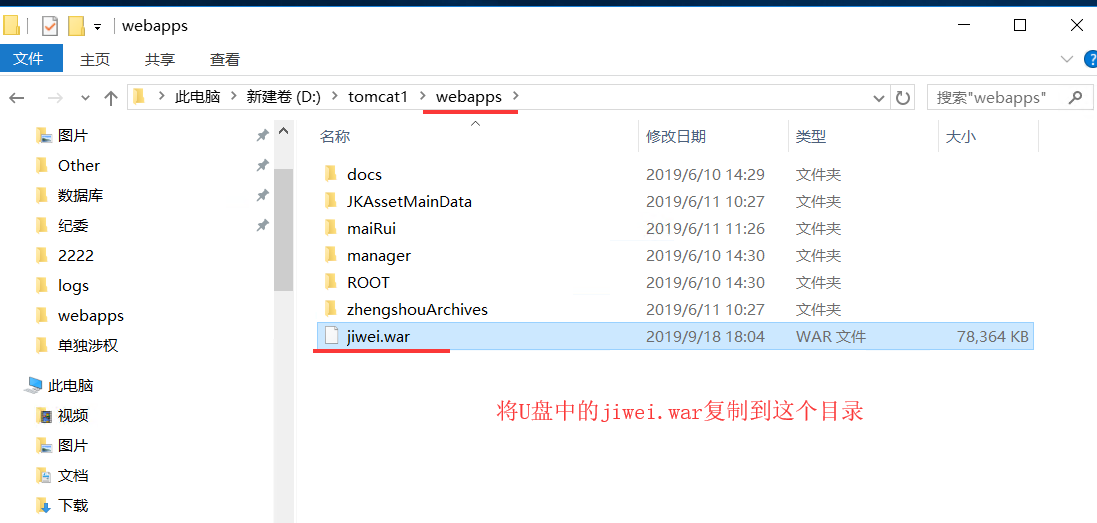 webapps
文件 主页 共享 查看
此电脑 新建卷 (D:) tomcat1 webapps 搜索"webapps"
名称 修改日期 类型 大小
图片
Other
数据库
纪委
2222
logs
webapps
单独涉权
此电脑
视频
图片
文档
下载
docs 2019/6/10 14:29 文件夹
JKAssetMainData 2019/6/11 10:27 文件夹
maiRui 2019/6/11 11:26 文件夹
manager 2019/6/10 14:30 文件夹
ROOT 2019/6/10 14:30 文件夹
zhengshouArchives 2019/6/11 10:27 文件夹
jiwei.war 2019/9/18 18:04 WAR 文件 78,364 KB
将U盘中的jiwei.war复制到这个目录